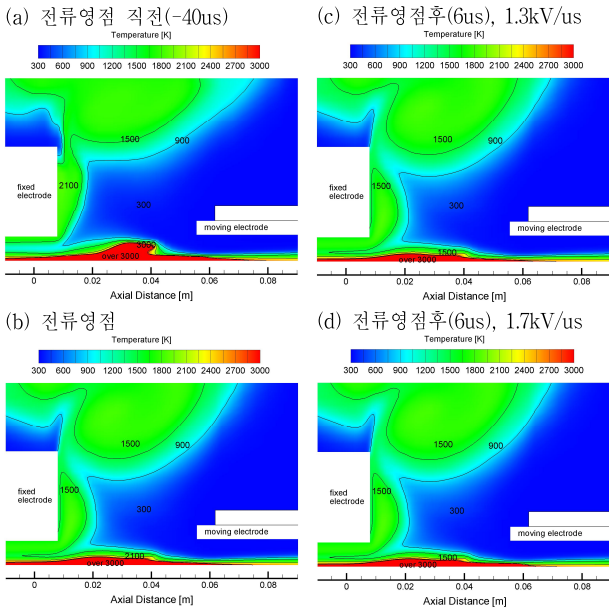 (a) 전류영점 직전(-40us)
Temperature [K]
300 600 900 1200 1500 1800 2100 2400 2700 3000
1500
900
2100
fixed
electrode
300
moving electrode
3000
over 3000
0 0.02 0.04 0.06 0.08
Axial Distance [m]
(c) 전류영점후(6us), 1.3kV/us
Temperature [K]
300 600 900 1200 1500 1800 2100 2400 2700 3000
1500
900
1500
fixed
electrode
300
moving electrode
1500
over 3000
0 0.02 0.04 0.06 0.08
Axial Distance [m]
(b) 전류영점
Temperature [K]
300 600 900 1200 1500 1800 2100 2400 2700 3000
1500
900
1500
fixed
electrode
300
moving electrode
2100
over 3000
0 0.02 0.04 0.06 0.08
Axial Distance [m]
(d) 전류영점후(6us), 1.7kV/us
Temperature [K]
300 600 900 1200 1500 1800 2100 2400 2700 3000
1500
900
1500
fixed
electrode
300
moving electrode
1500
over 3000
0 0.02 0.04 0.06 0.08
Axial Distance [m]